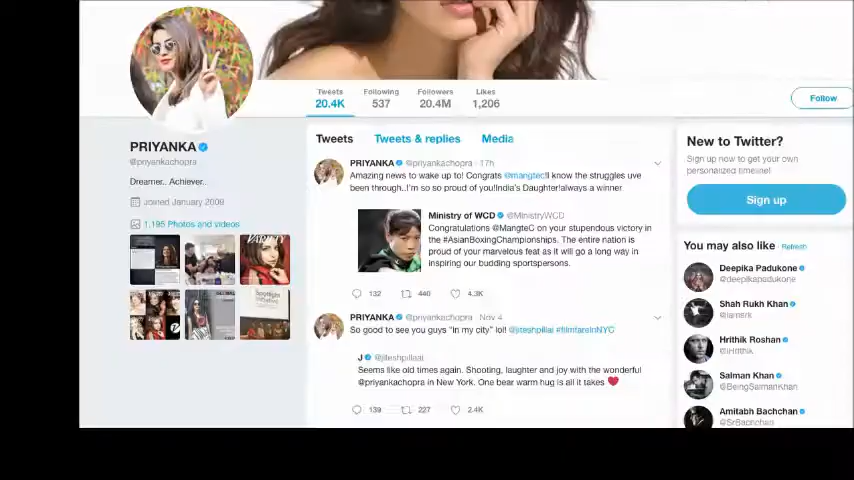 Tweets Following Followers Likes
20.4K 537 20.4M 1,206
Follow
PRIYANKA
@priyankachopra
Dreamer.. Achiever..
Joined January 2009
1,195 Photos and videos
VARIETY
Tweets Tweets & replies Media
PRIYANKA @priyankachopra · 17h
Amazing news to wake up to! Congrats @mangtec!I know the struggles uve
been through..I'm so so proud of you!India's Daughter!always a winner
Ministry of WCD @MinistryWCD
Congratulations @MangteC on your stupendous victory in
the #AsianBoxingChampionships. The entire nation is
proud of your marvelous feat as it will go a long way in
inspiring our budding sportspersons.
132 440 4.3K
PRIYANKA @priyankachopra · Nov 4
So good to see you guys "in my city" lol! @jiteshpillai #filmfareInNYC
J @jiteshpillaai
Seems like old times again. Shooting, laughter and joy with the wonderful
@priyankachopra in New York. One bear warm hug is all it takes
139 227 2.4K
New to Twitter?
Sign up now to get your own
personalized timeline!
Sign up
You may also like · Refresh
Deepika Padukone
@deepikapadukone
Shah Rukh Khan
@iamsrk
Hrithik Roshan
@iHrithik
Salman Khan
@BeingSalmanKhan
Amitabh Bachchan
@SrBachchan